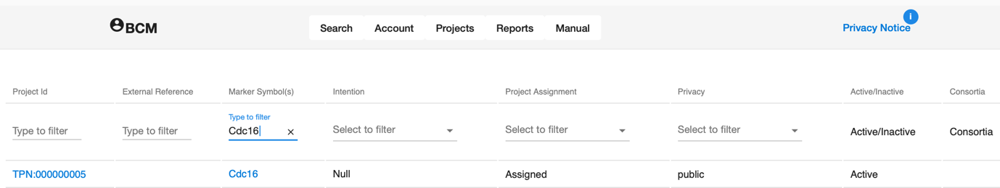 BCM
Search Account Projects Reports Manual
Privacy Notice i
Project Id External Reference Marker Symbol(s) Intention Project Assignment Privacy Active/Inactive Consortia
Type to filter
Type to filter Type to filter Cdc16 × Select to filter Select to filter Select to filter Active/Inactive Consortia
TPN:000000005 Cdc16 Null Assigned public Active